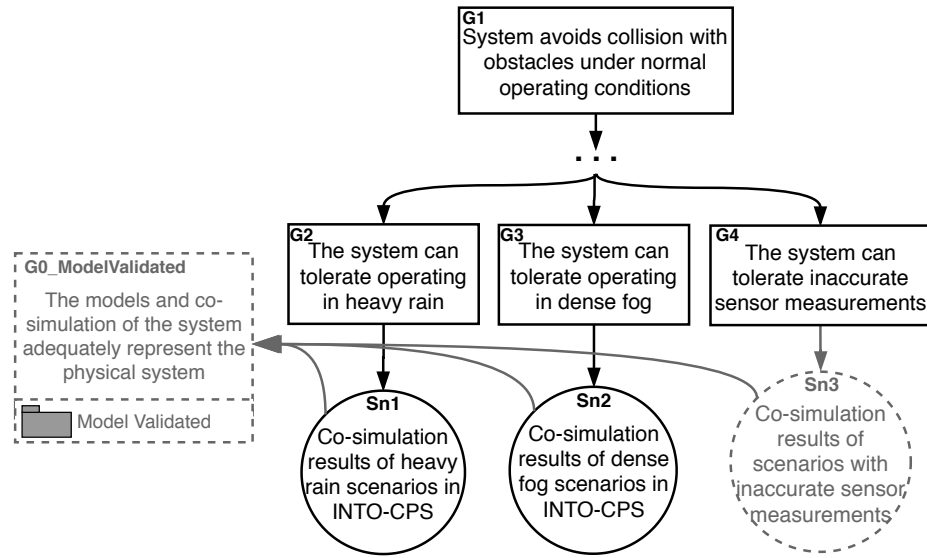 G1
System avoids collision with
obstacles under normal
operating conditions
...
G2
The system can
tolerate operating
in heavy rain
G3
The system can
tolerate operating
in dense fog
G4
The system can
tolerate inaccurate
sensor measurements
G0_ModelValidated
The models and co-
simulation of the system
adequately represent the
physical system
Model Validated
Sn1
Co-simulation
results of heavy
rain scenarios in
INTO-CPS
Sn2
Co-simulation
results of dense
fog scenarios in
INTO-CPS
Sn3
Co-simulation
results of
scenarios with
inaccurate sensor
measurements